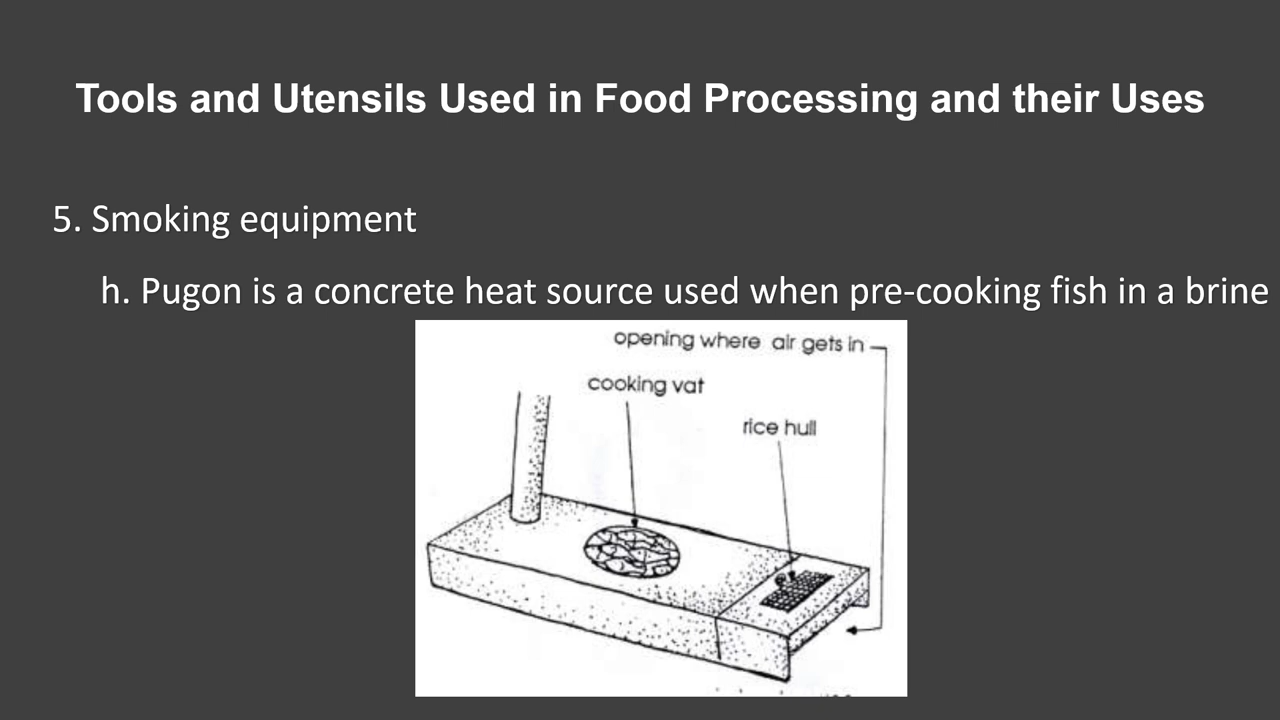 Tools and Utensils Used in Food Processing and their Uses
5. Smoking equipment
h. Pugon is a concrete heat source used when pre-cooking fish in a brine
opening where air gets in
cooking vat
rice hull